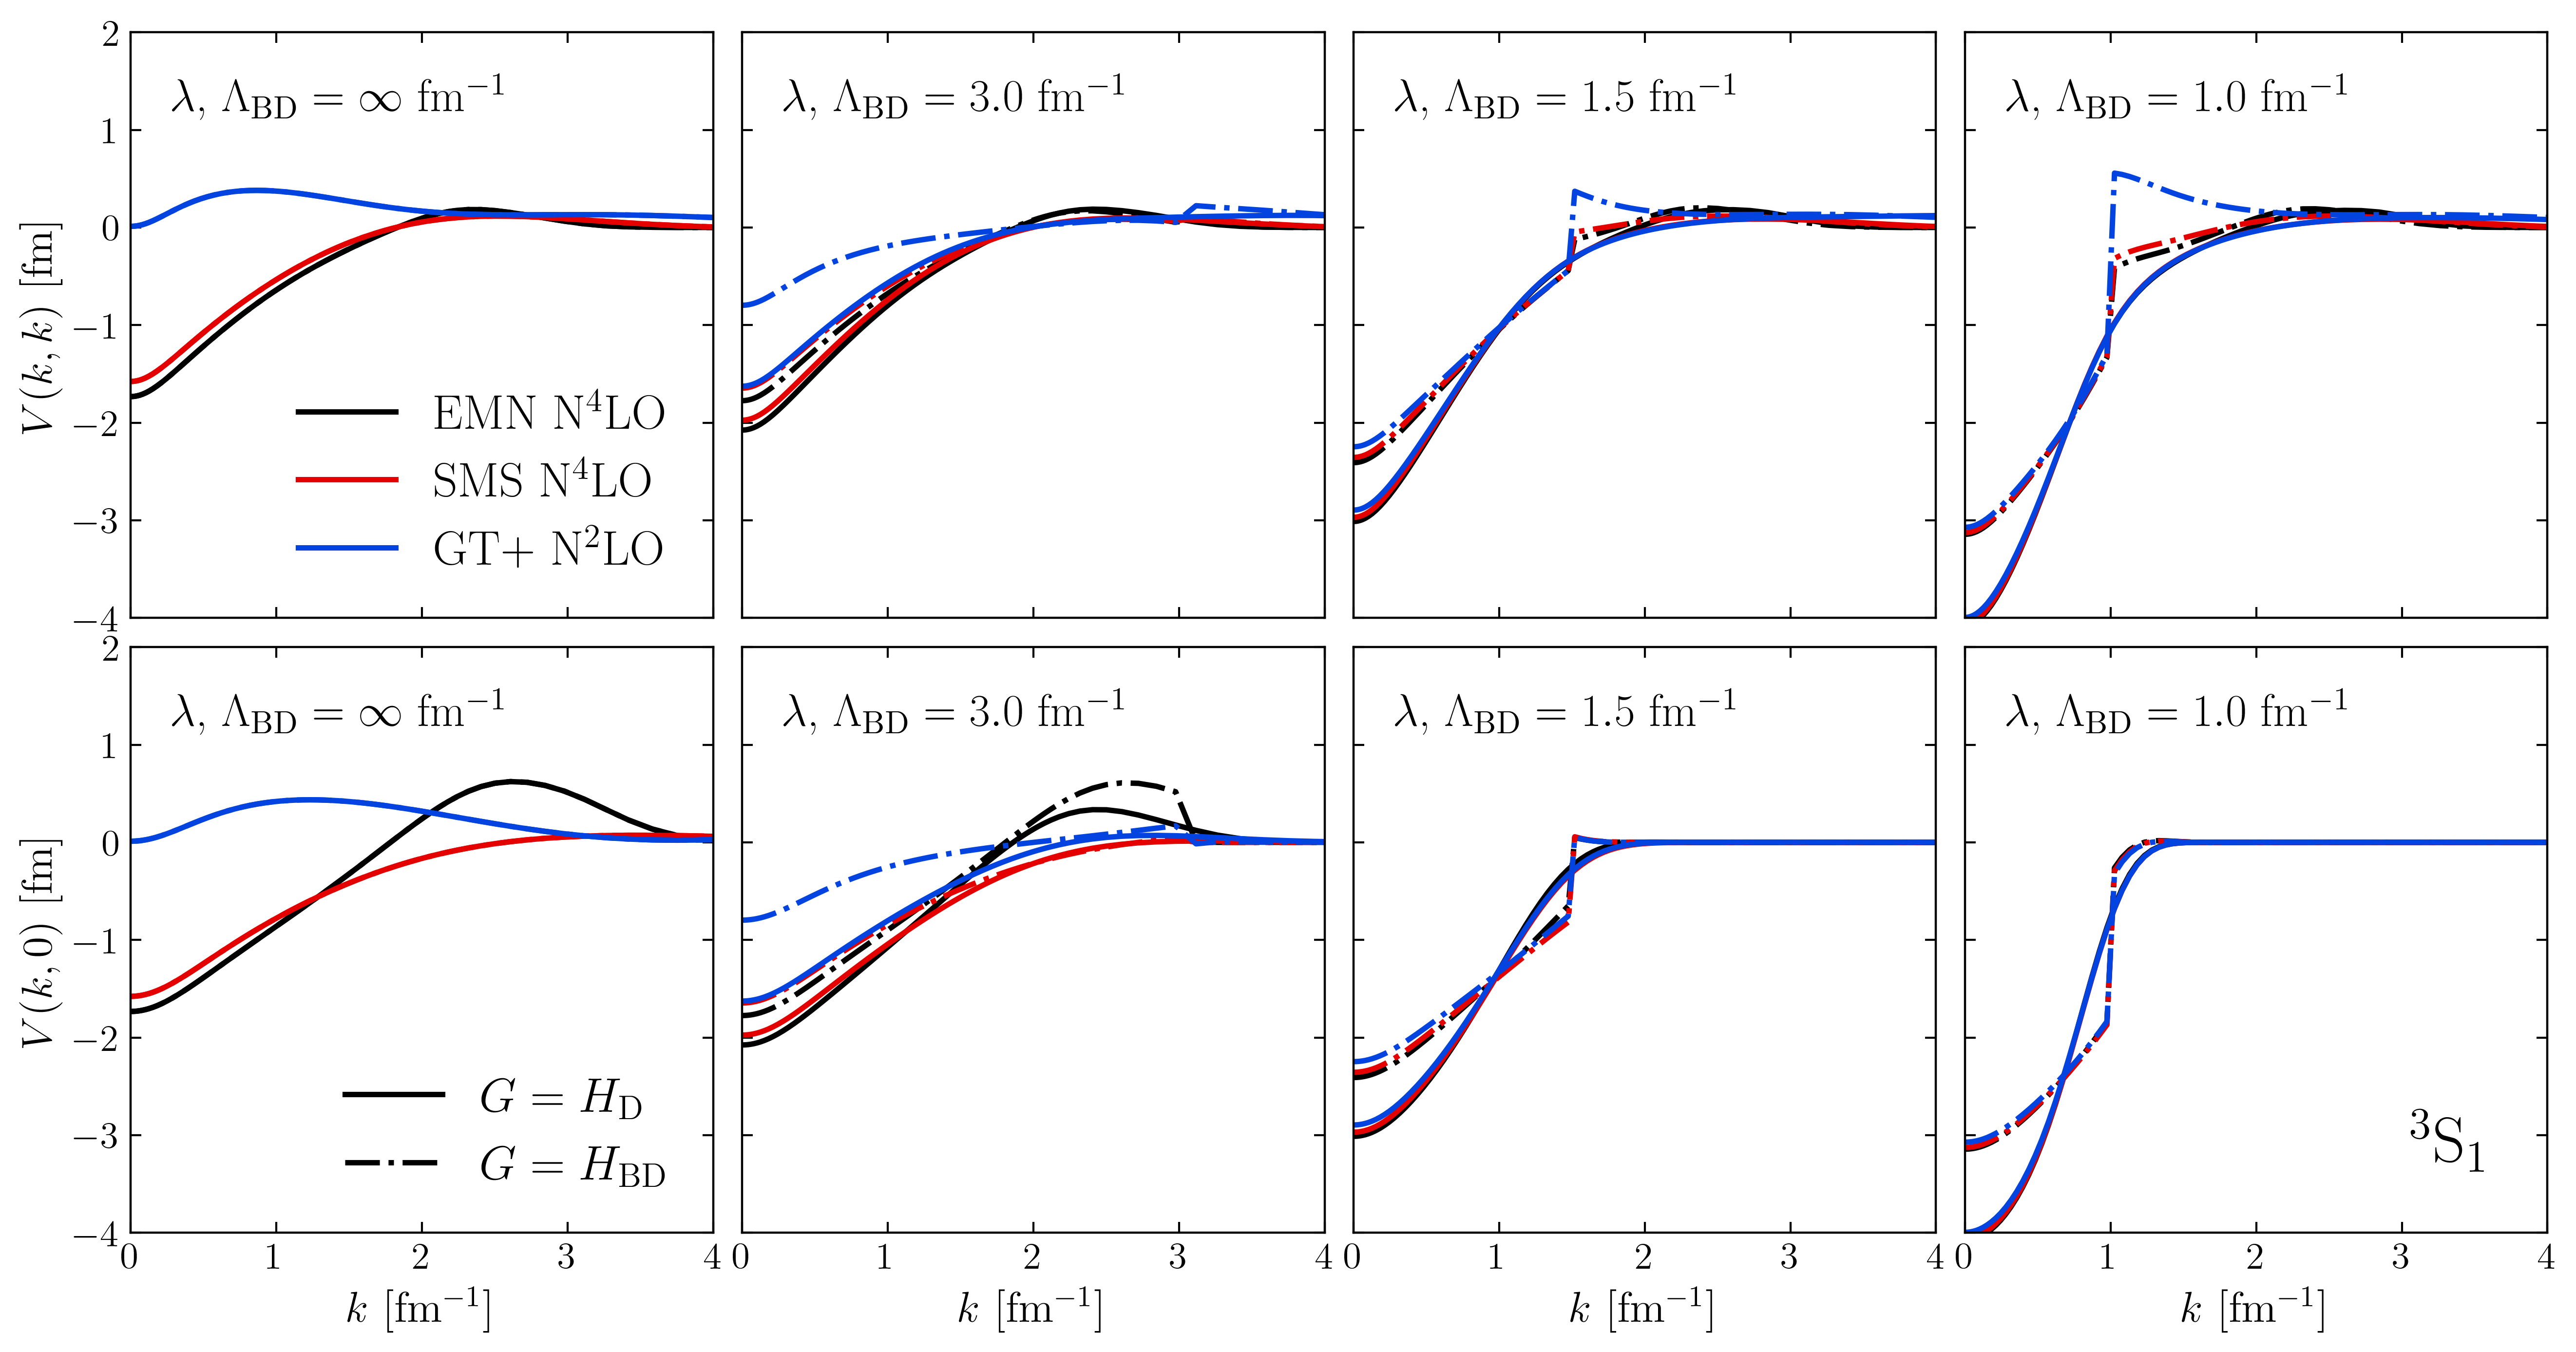 λ, Λ_BD = ∞ fm⁻¹
λ, Λ_BD = 3.0 fm⁻¹
λ, Λ_BD = 1.5 fm⁻¹
λ, Λ_BD = 1.0 fm⁻¹
V(k, k) [fm]
2
1
0
−1
−2
−3
−4
EMN N⁴LO
SMS N⁴LO
GT+ N²LO
λ, Λ_BD = ∞ fm⁻¹
λ, Λ_BD = 3.0 fm⁻¹
λ, Λ_BD = 1.5 fm⁻¹
λ, Λ_BD = 1.0 fm⁻¹
V(k, 0) [fm]
2
1
0
−1
−2
−3
−4
G = H_D
G = H_BD
³S₁
0 1 2 3 4
0 1 2 3 4
0 1 2 3 4
0 1 2 3 4
k [fm⁻¹]
k [fm⁻¹]
k [fm⁻¹]
k [fm⁻¹]